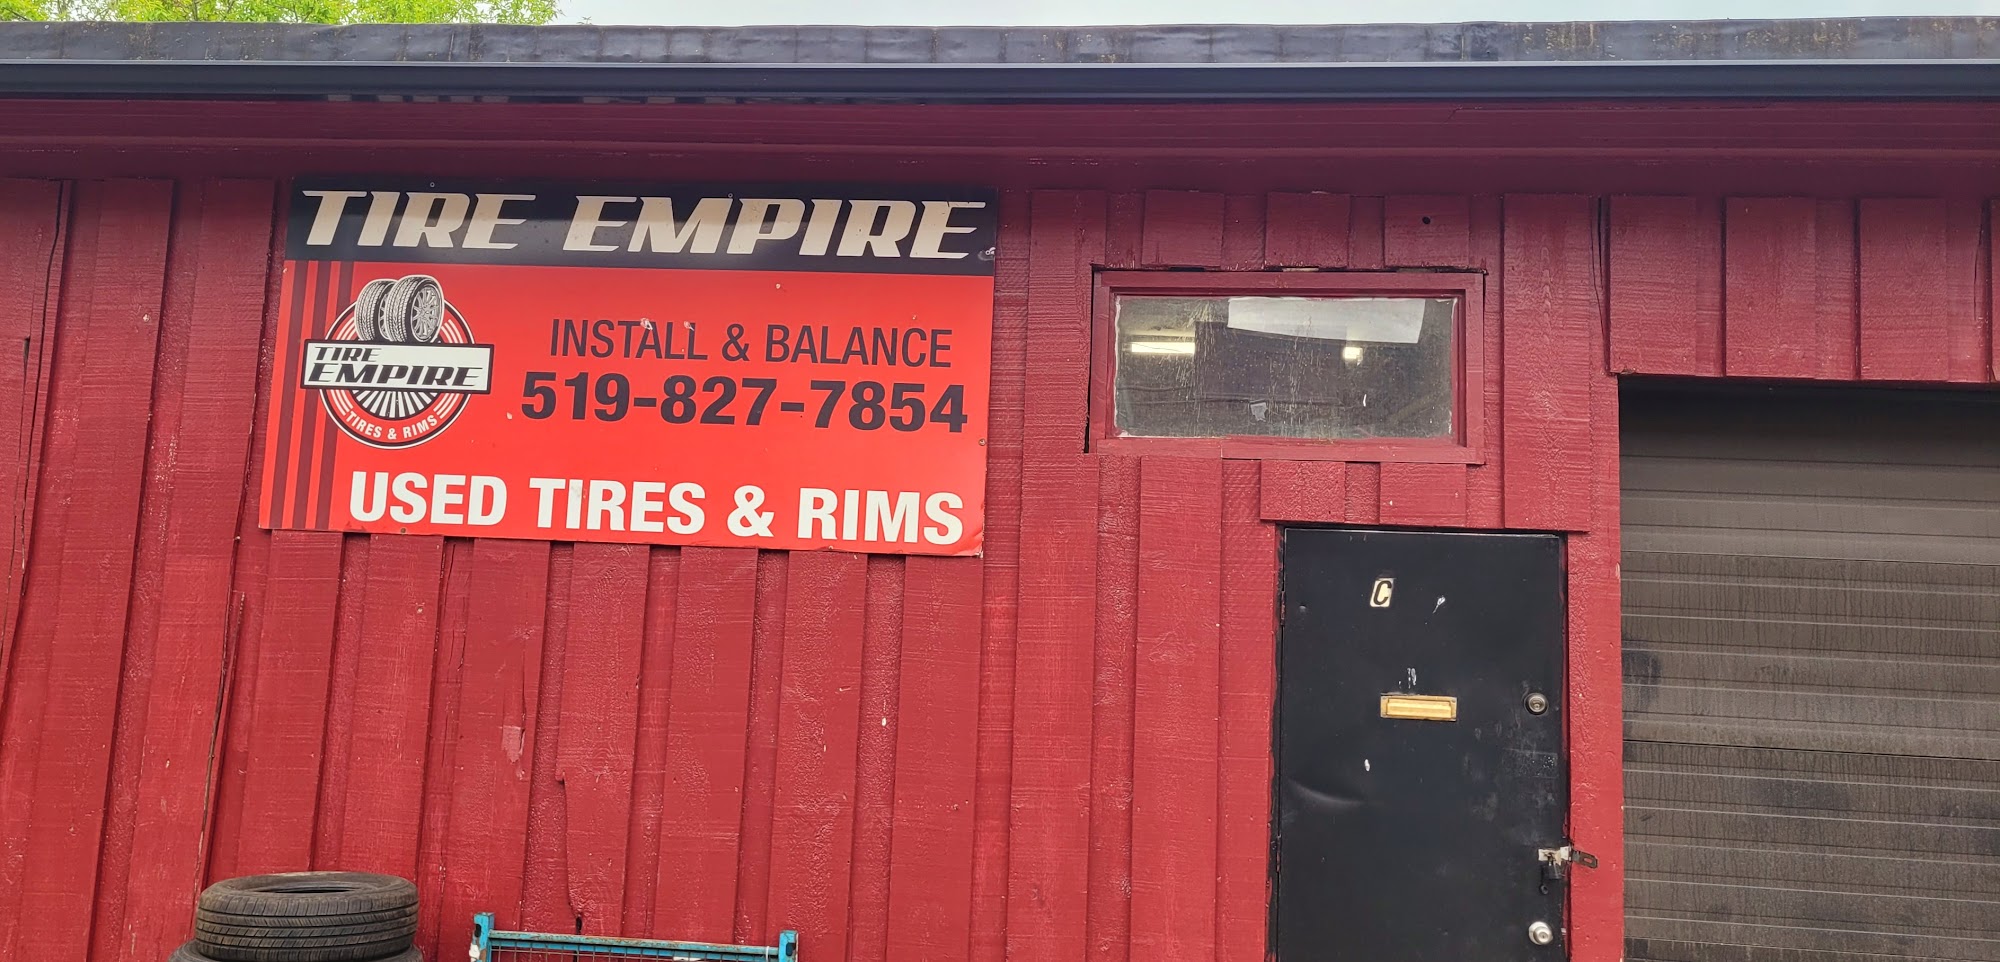 TIRE EMPIRE
TIRE
EMPIRE
TIRES & RIMS
INSTALL & BALANCE
519-827-7854
USED TIRES & RIMS
C